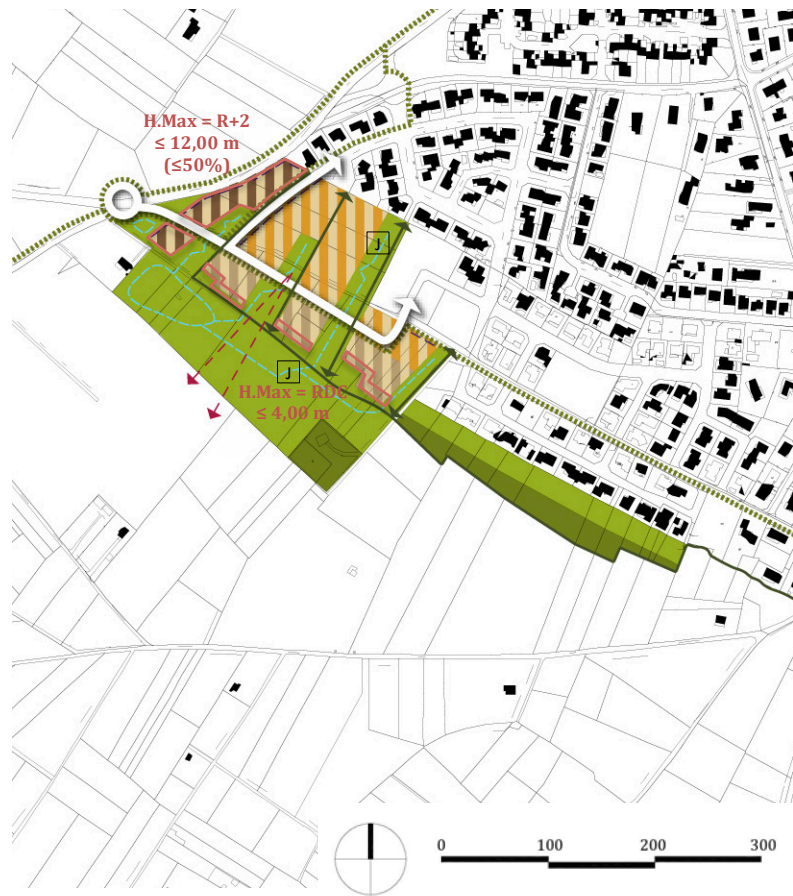 H.Max = R+2
≤ 12,00 m
(≤50%)
J
J
H.Max = RDC
≤ 4,00 m
0 100 200 300